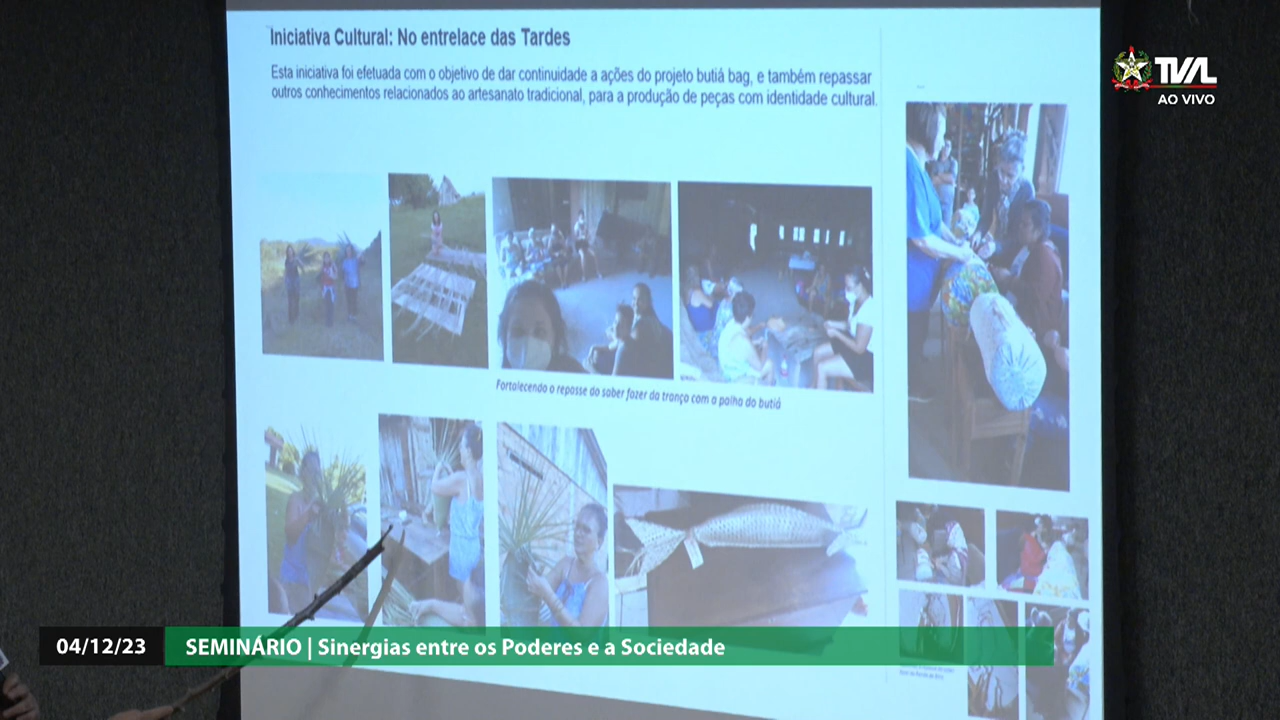 Iniciativa Cultural: No entrelace das Tardes
Esta iniciativa foi efetuada com o objetivo de dar continuidade a ações do projeto butiá bag, e também repassar
outros conhecimentos relacionados ao artesanato tradicional, para a produção de peças com identidade cultural.
TVAL
AO VIVO
Fortalecendo o repasse do saber fazer da trança com a palha do butiá
04/12/23
SEMINÁRIO | Sinergias entre os Poderes e a Sociedade